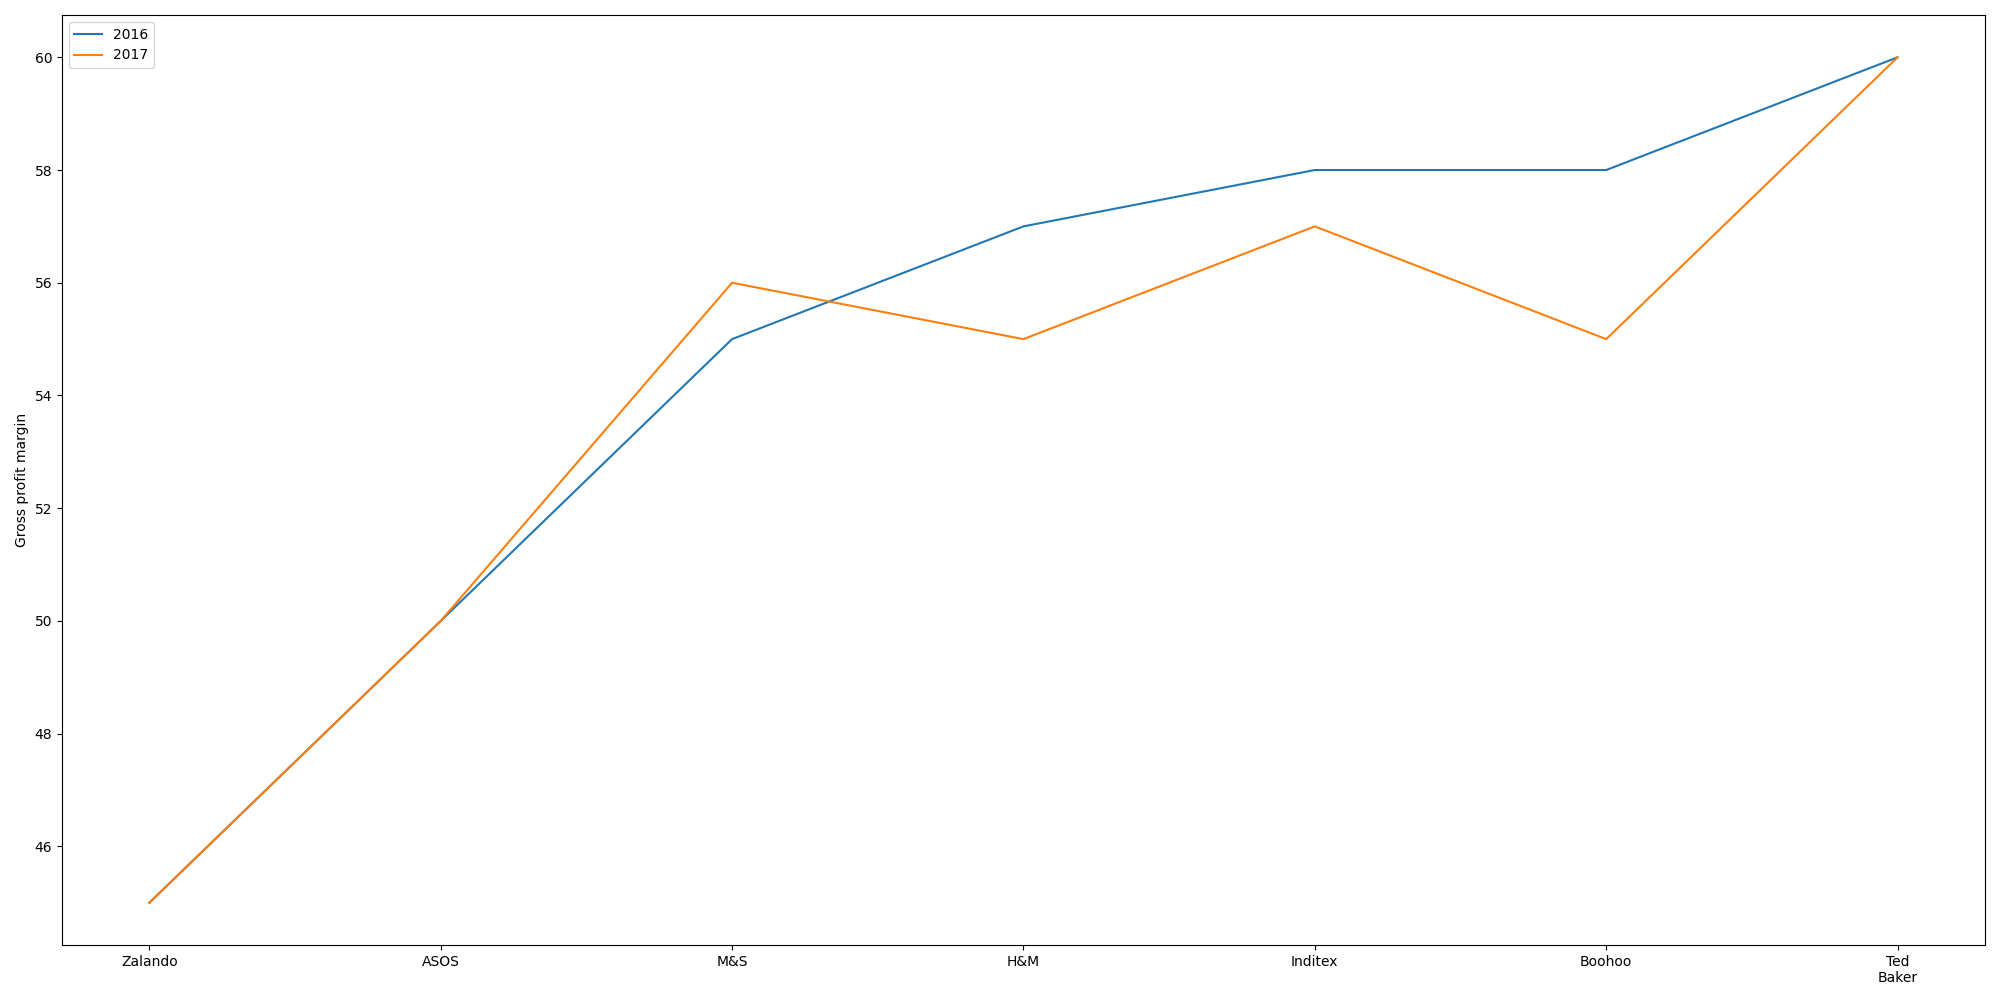 2016
2017
60
58
56
54
52
50
48
46
Gross profit margin
Zalando
ASOS
M&S
H&M
Inditex
Boohoo
Ted
Baker